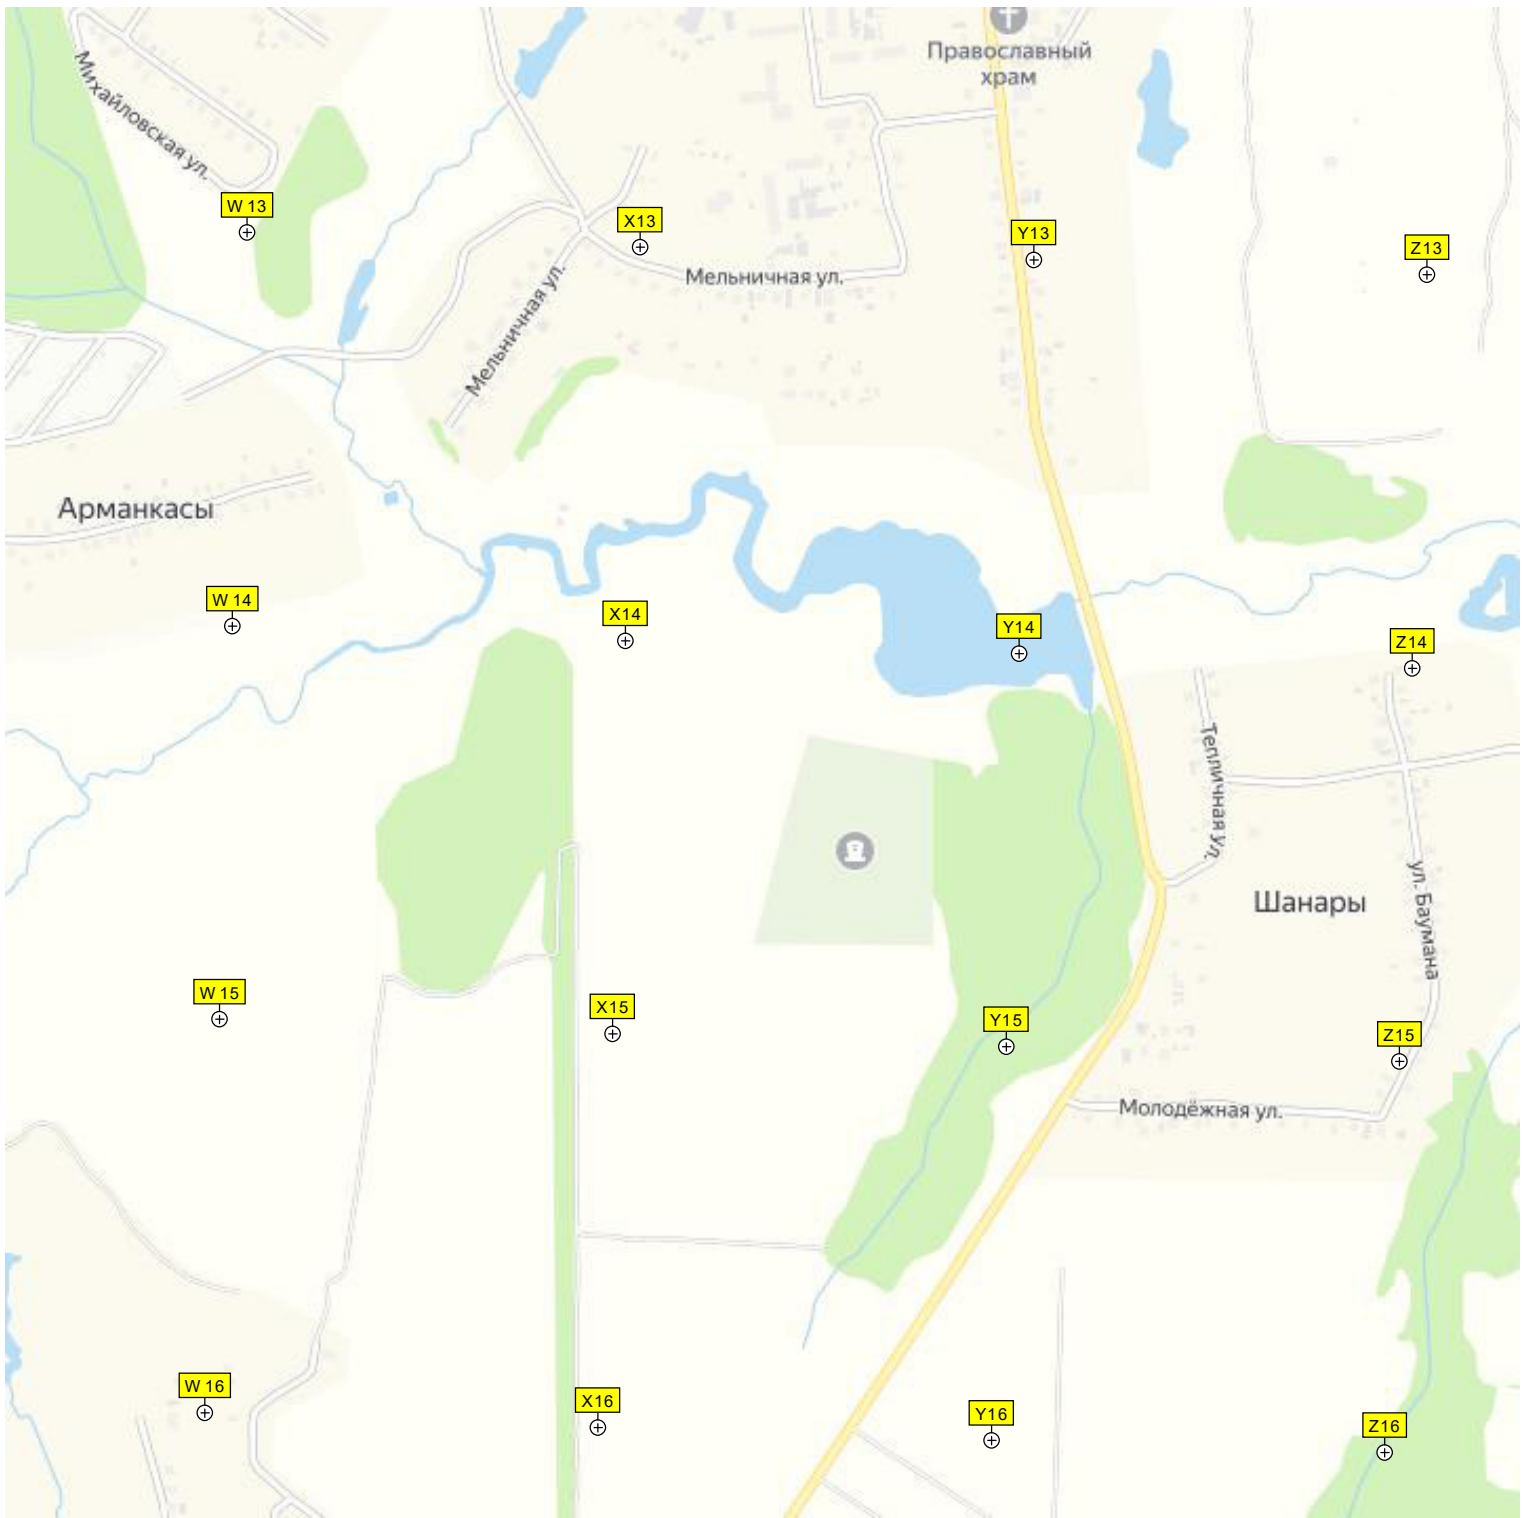 Православный
храм
Михайловская ул.
W 13
X13
Y13
Z13
Мельничная ул.
Мельничная ул.
Арманкасы
W 14
X14
Y14
Z14
Тепличная ул.
ул. Баумана
Шанары
W 15
X15
Y15
Z15
Молодёжная ул.
W 16
X16
Y16
Z16